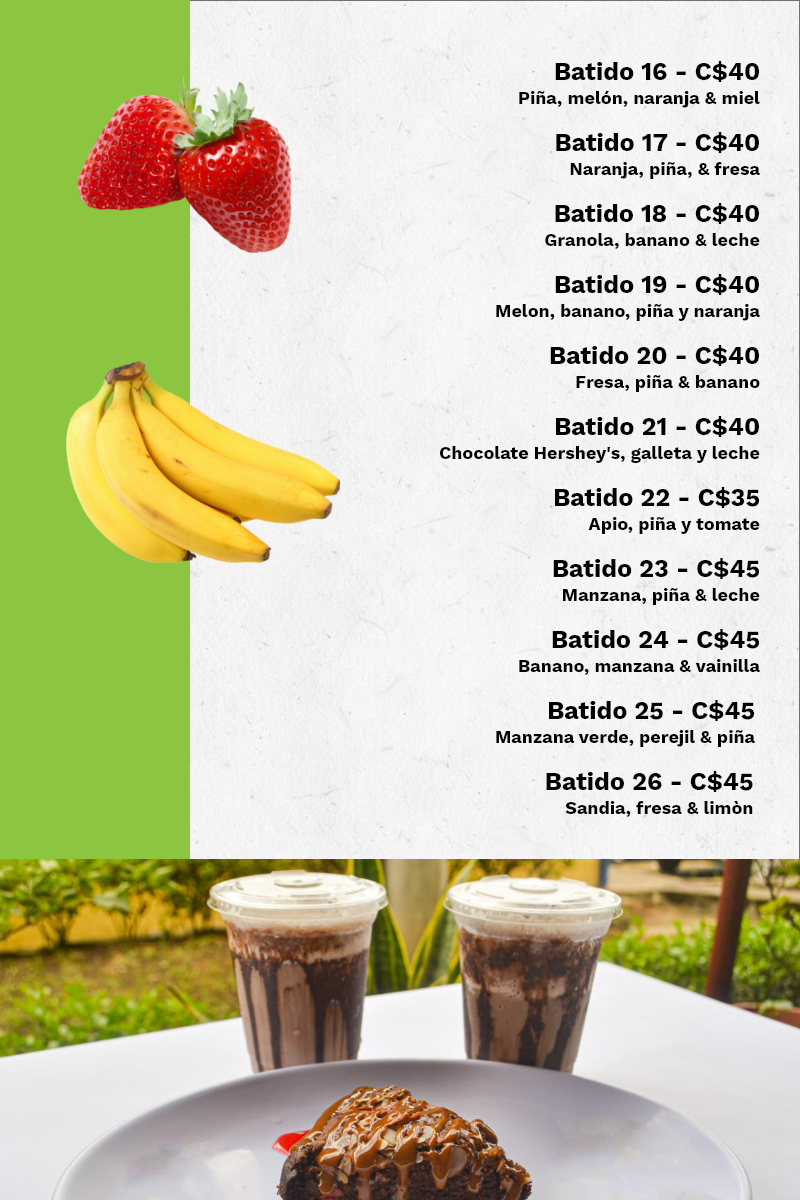 Batido 16 - C$40
Piña, melón, naranja & miel
Batido 17 - C$40
Naranja, piña, & fresa
Batido 18 - C$40
Granola, banano & leche
Batido 19 - C$40
Melon, banano, piña y naranja
Batido 20 - C$40
Fresa, piña & banano
Batido 21 - C$40
Chocolate Hershey's, galleta y leche
Batido 22 - C$35
Apio, piña y tomate
Batido 23 - C$45
Manzana, piña & leche
Batido 24 - C$45
Banano, manzana & vainilla
Batido 25 - C$45
Manzana verde, perejil & piña
Batido 26 - C$45
Sandia, fresa & limòn